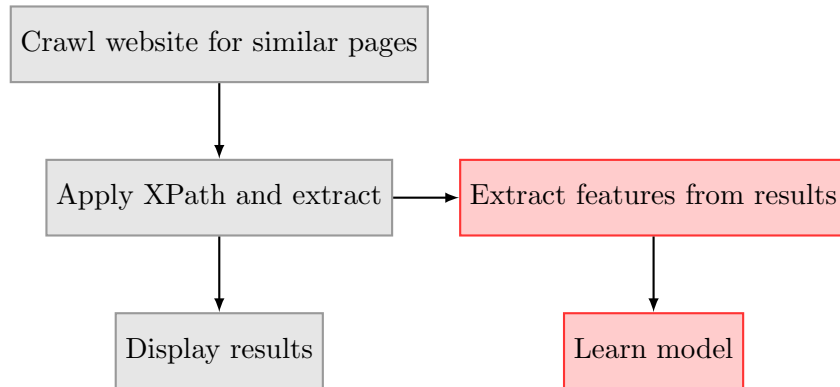 Crawl website for similar pages
Apply XPath and extract
Extract features from results
Display results
Learn model